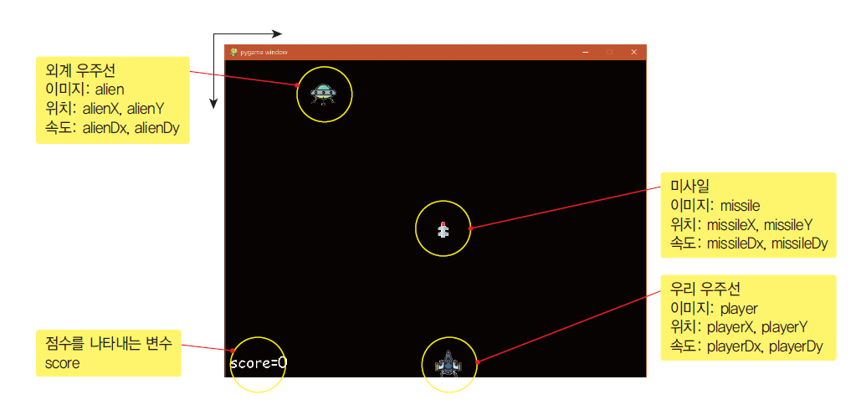 pygame window
외계 우주선
이미지: alien
위치: alienX, alienY
속도: alienDx, alienDy
미사일
이미지: missile
위치: missileX, missileY
속도: missileDx, missileDy
우리 우주선
이미지: player
위치: playerX, playerY
속도: playerDx, playerDy
점수를 나타내는 변수
score
score=0